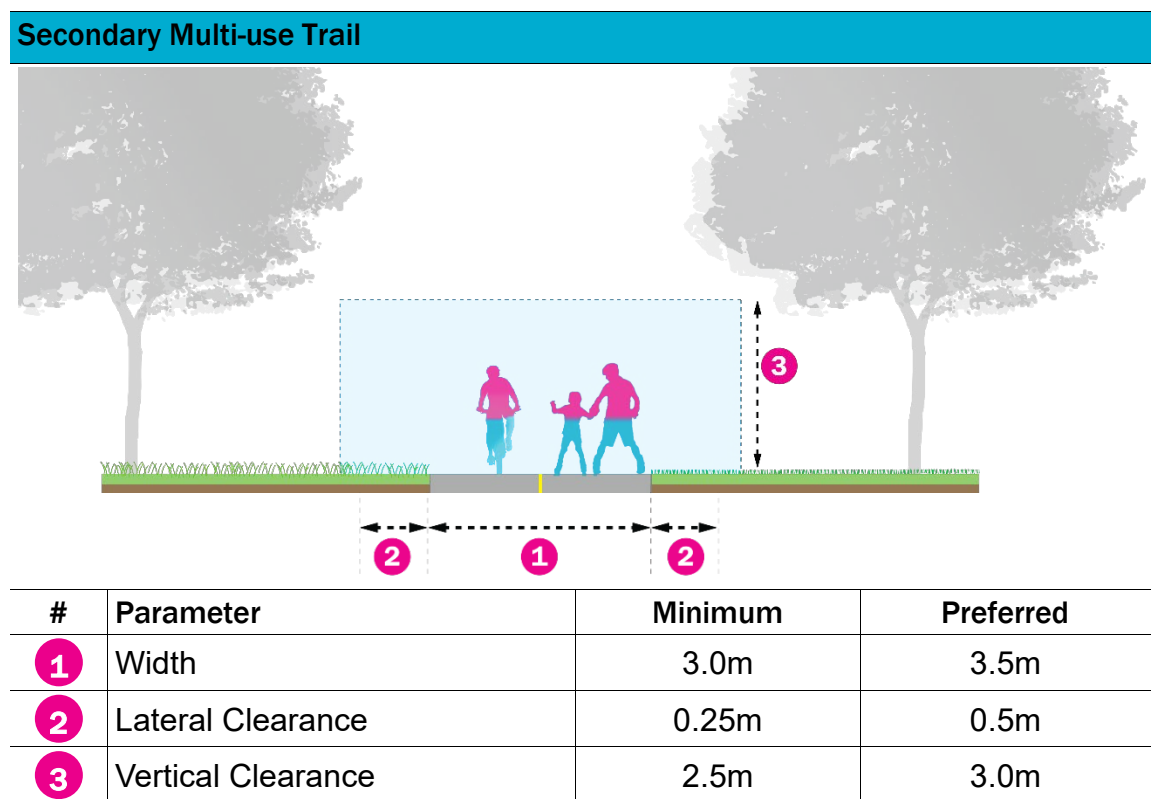 Secondary Multi-use Trail
3
2 1 2
# Parameter Minimum Preferred
1 Width 3.0m 3.5m
2 Lateral Clearance 0.25m 0.5m
3 Vertical Clearance 2.5m 3.0m